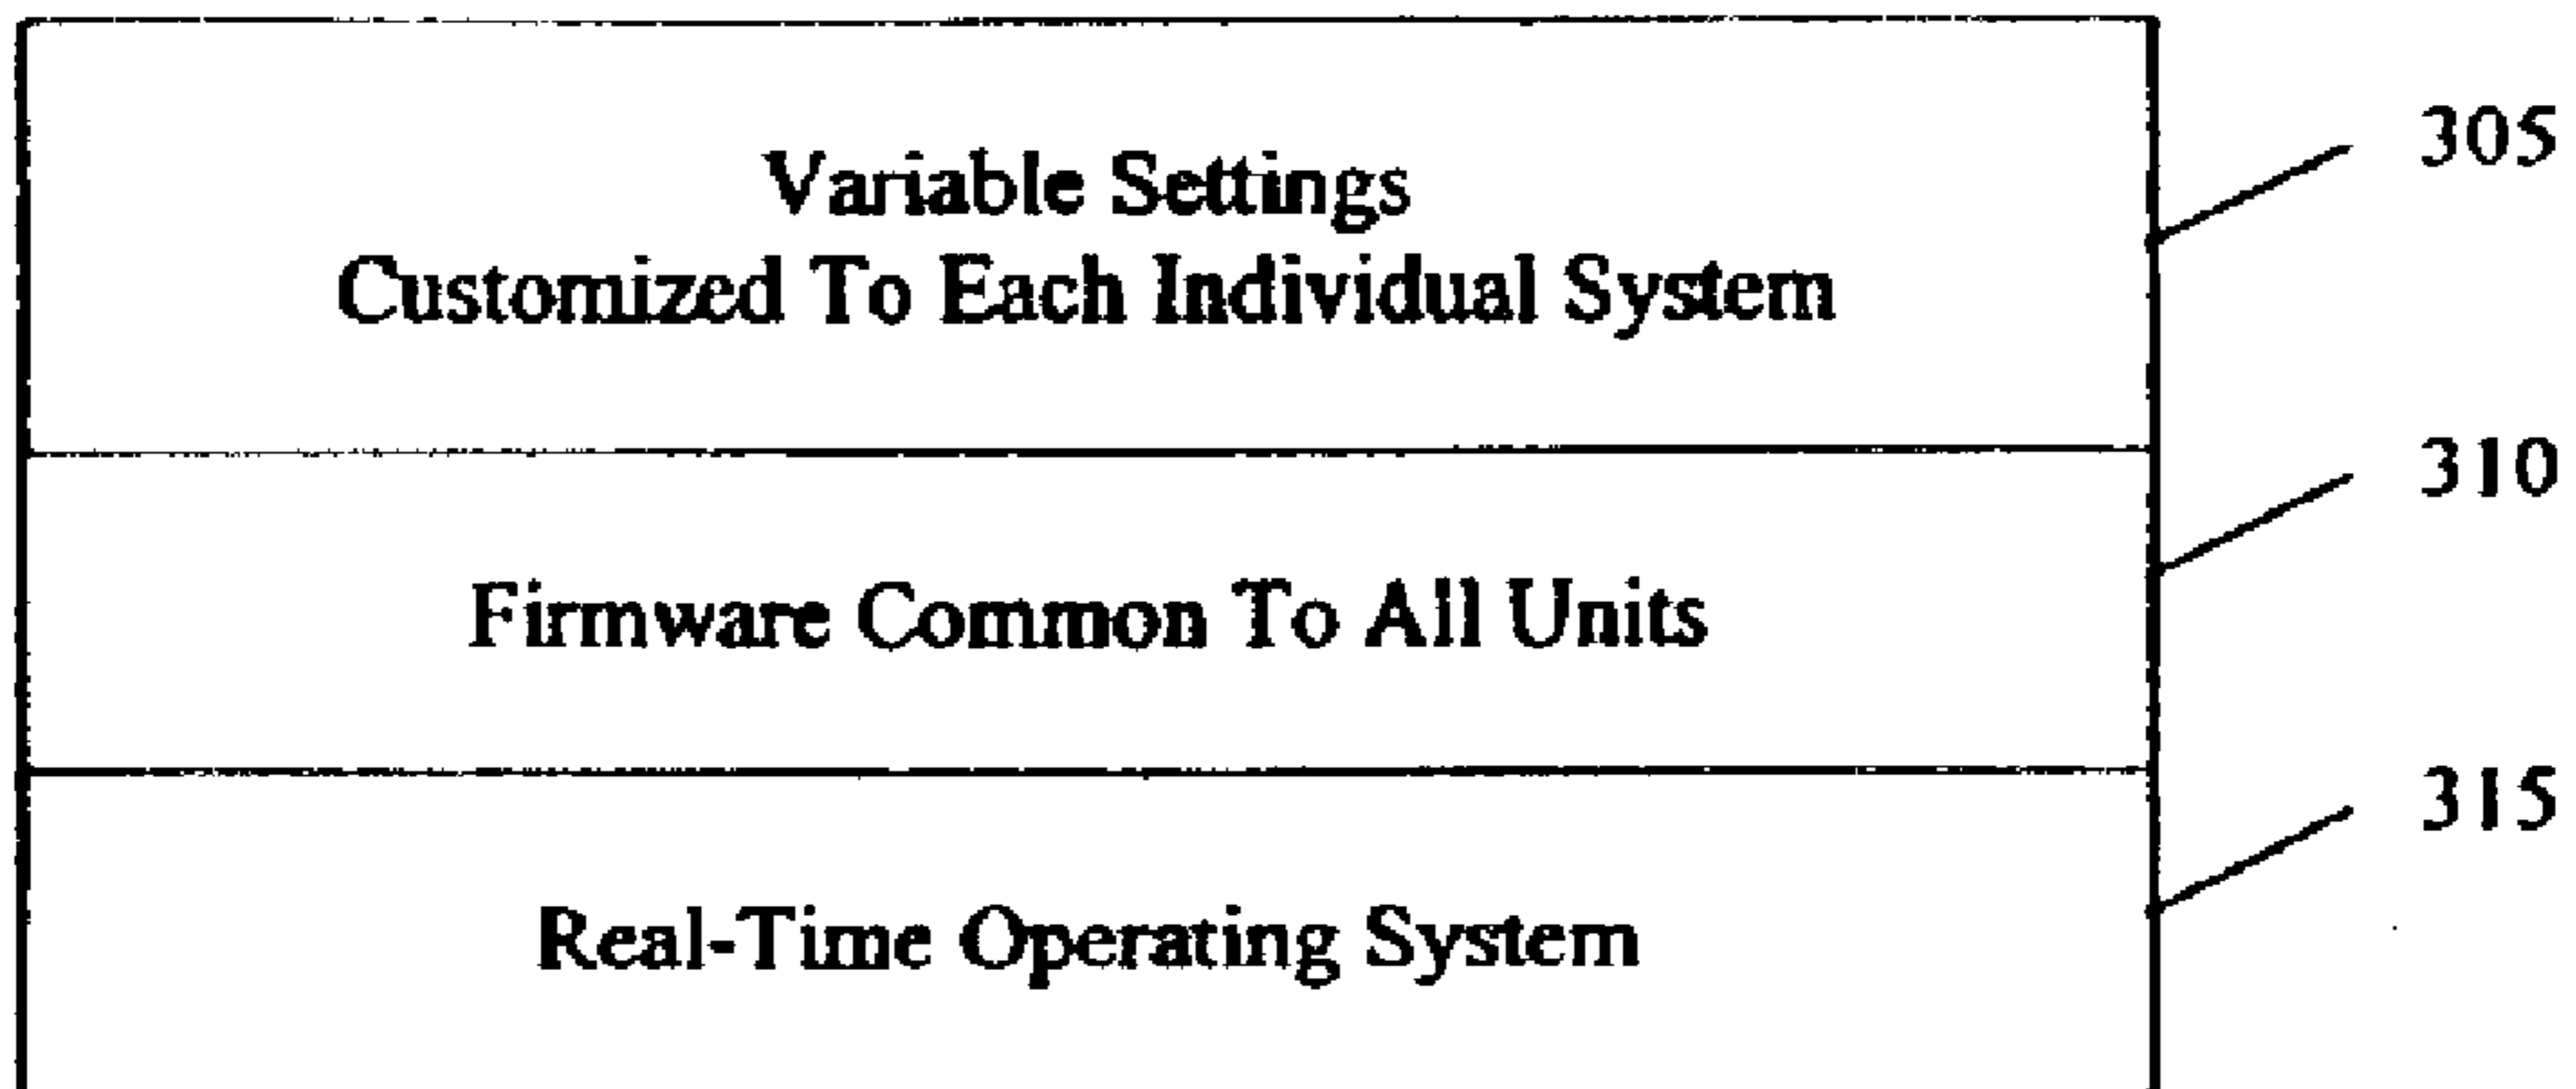 Variable Settings
Customized To Each Individual System
305
Firmware Common To All Units
310
Real-Time Operating System
315